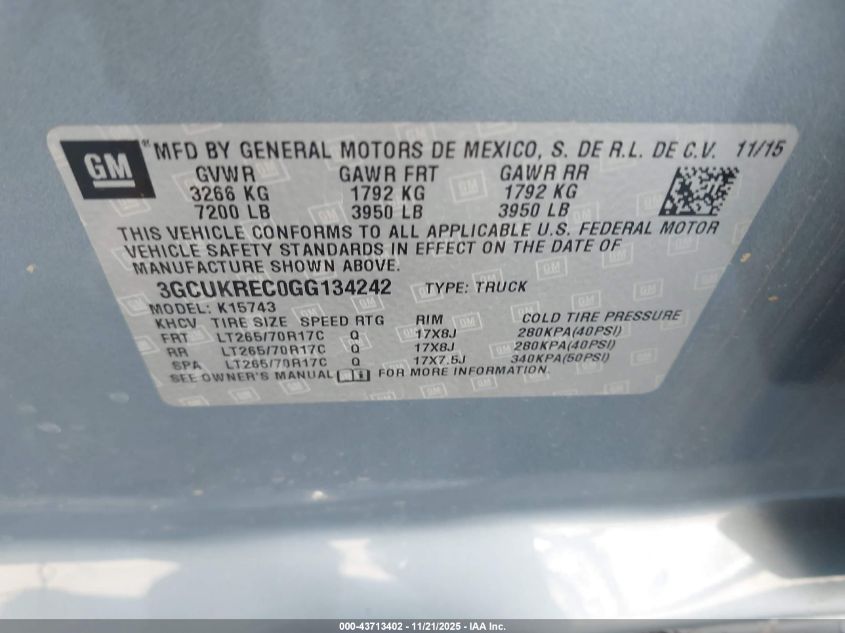 GM ® MFD BY GENERAL MOTORS DE MEXICO, S. DE R.L. DE C.V. 11/15
GVWR GAWR FRT GAWR RR
3266 KG 1792 KG 1792 KG
7200 LB 3950 LB 3950 LB
THIS VEHICLE CONFORMS TO ALL APPLICABLE U.S. FEDERAL MOTOR
VEHICLE SAFETY STANDARDS IN EFFECT ON THE DATE OF
MANUFACTURE SHOWN ABOVE.
3GCUKREC0GG134242 TYPE: TRUCK
MODEL: K15743
KHCV TIRE SIZE SPEED RTG RIM COLD TIRE PRESSURE
FRT LT265/70R17C Q 17X8J 280KPA(40PSI)
RR LT265/70R17C Q 17X8J 280KPA(40PSI)
SPA LT265/70R17C Q 17X7.5J 340KPA(50PSI)
SEE OWNER'S MANUAL FOR MORE INFORMATION.
000-43713402 - 11/21/2025 - IAA Inc.